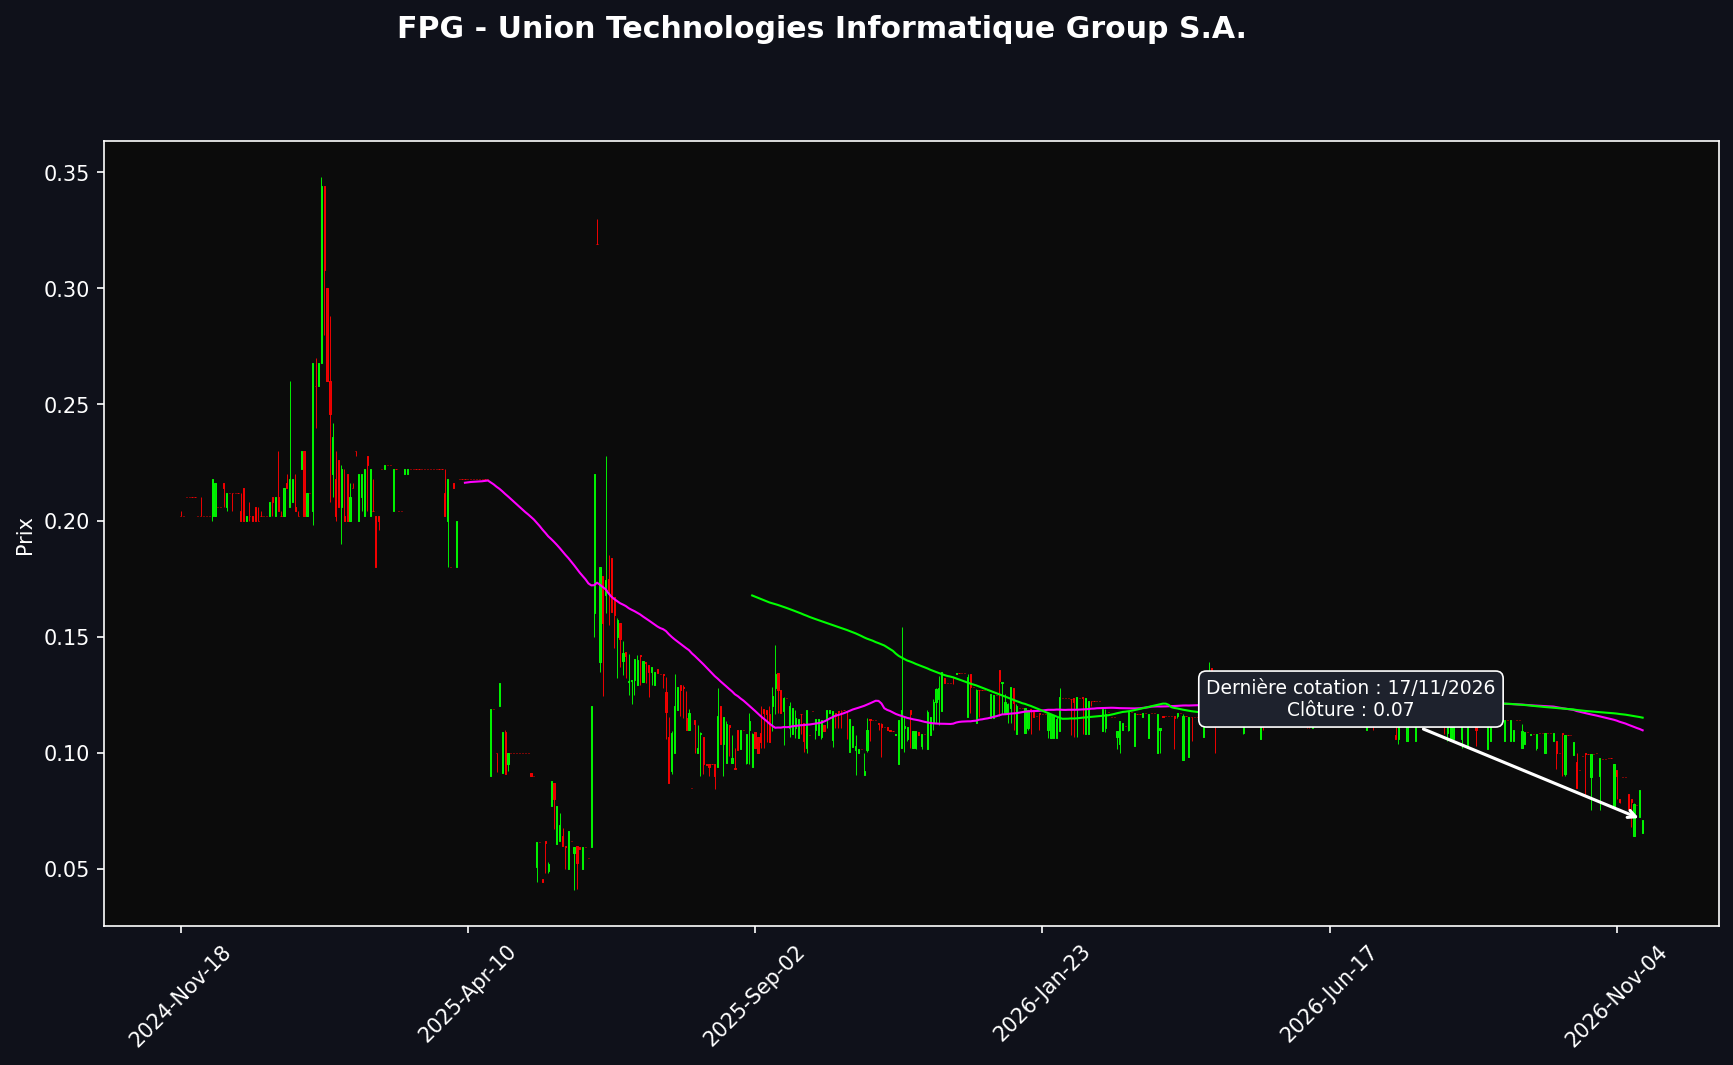 FPG - Union Technologies Informatique Group S.A.
Prix
0.35
0.30
0.25
0.20
0.15
0.10
0.05
Dernière cotation : 17/11/2026
Clôture : 0.07
2024-Nov-18
2025-Apr-10
2025-Sep-02
2026-Jan-23
2026-Jun-17
2026-Nov-04